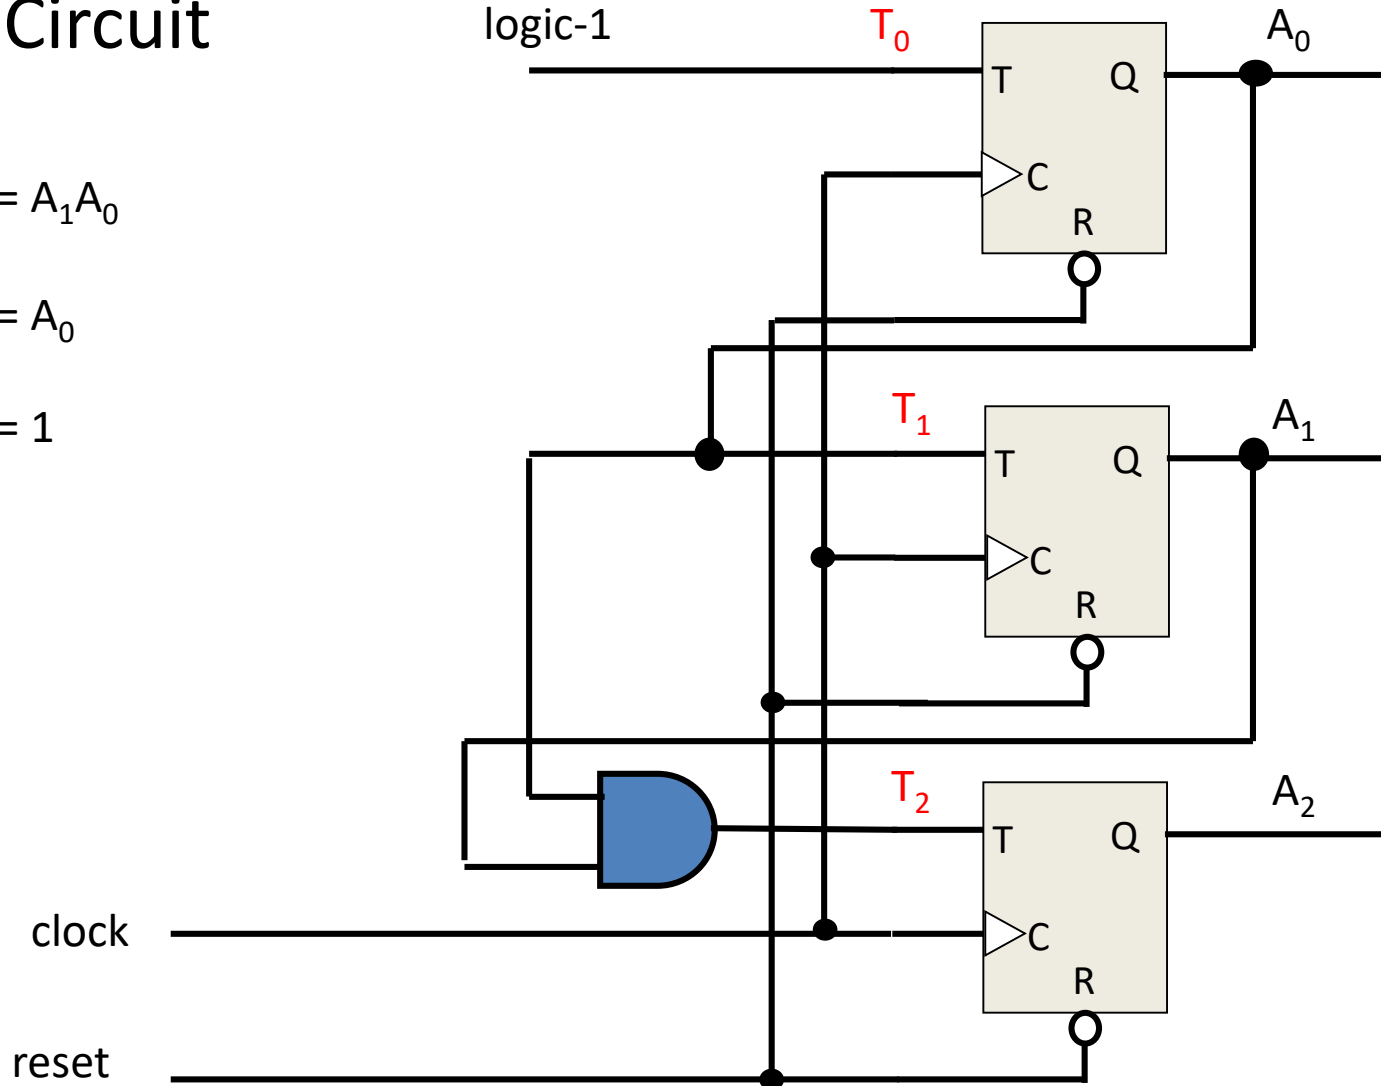 Circuit
logic-1
T₀
A₀
T
Q
C
R
= A₁A₀
= A₀
= 1
T₁
A₁
T
Q
C
R
T₂
A₂
T
Q
C
R
clock
reset